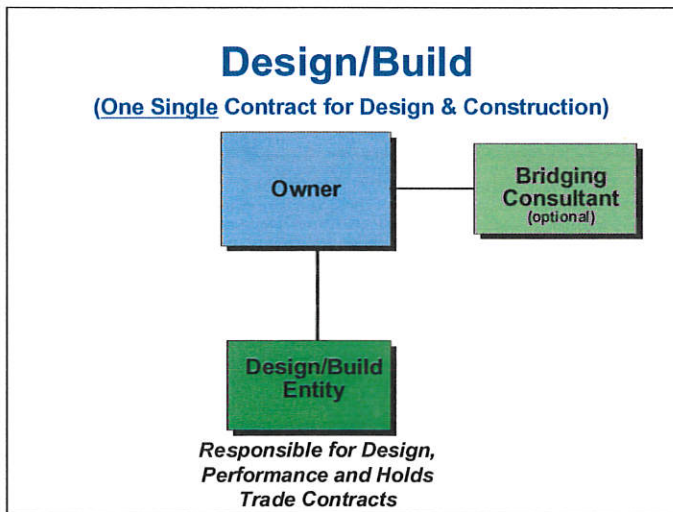 Design/Build
(One Single Contract for Design & Construction)
Owner
Bridging
Consultant
(optional)
Design/Build
Entity
Responsible for Design,
Performance and Holds
Trade Contracts